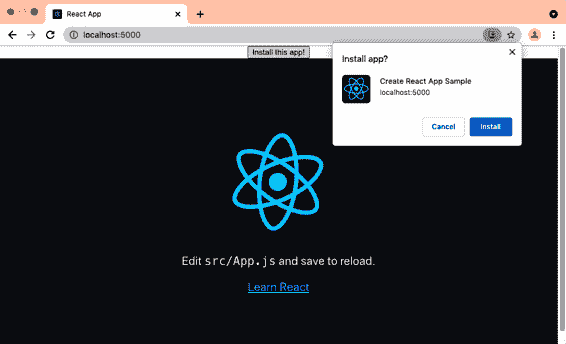 React App
localhost:5000
Install this app!
Install app?
Create React App Sample
localhost:5000
Cancel
Install
Edit src/App.js and save to reload.
Learn React